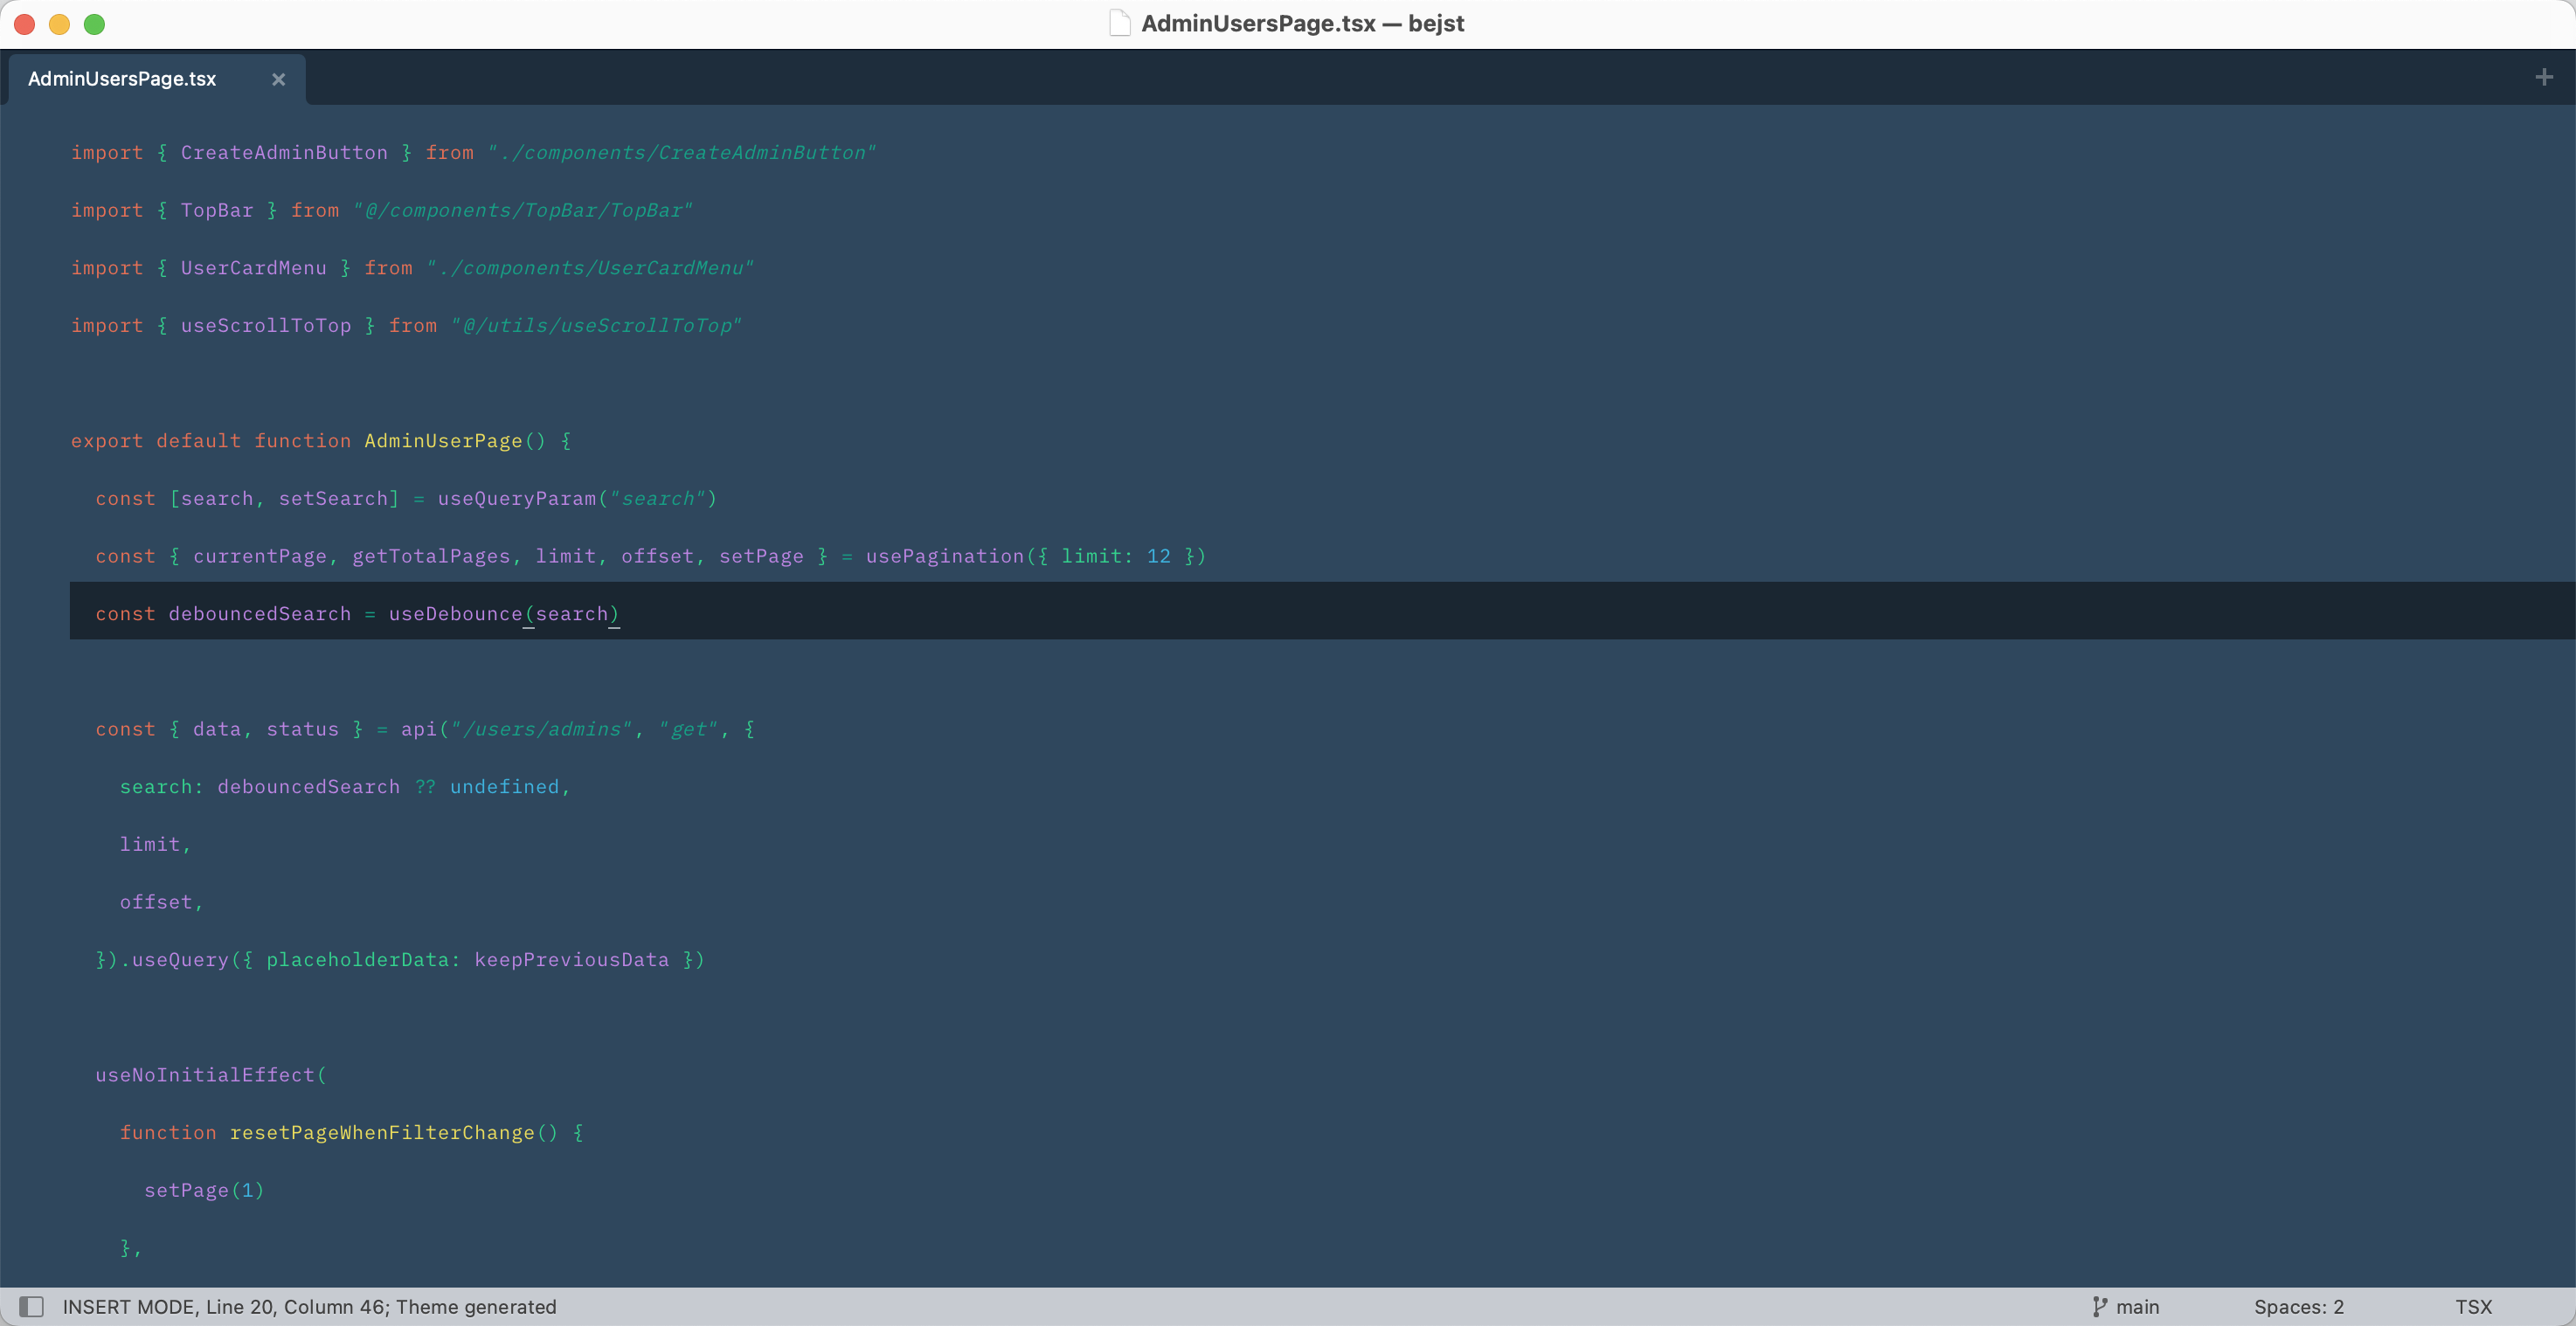 AdminUsersPage.tsx — bejst
AdminUsersPage.tsx
import { CreateAdminButton } from "./components/CreateAdminButton"
import { TopBar } from "@/components/TopBar/TopBar"
import { UserCardMenu } from "./components/UserCardMenu"
import { useScrollToTop } from "@/utils/useScrollToTop"
export default function AdminUserPage() {
const [search, setSearch] = useQueryParam("search")
const { currentPage, getTotalPages, limit, offset, setPage } = usePagination({ limit: 12 })
const debouncedSearch = useDebounce(search)
const { data, status } = api("/users/admins", "get", {
search: debouncedSearch ?? undefined,
limit,
offset,
}).useQuery({ placeholderData: keepPreviousData })
useNoInitialEffect(
function resetPageWhenFilterChange() {
setPage(1)
},
INSERT MODE, Line 20, Column 46; Theme generated
main
Spaces: 2
TSX